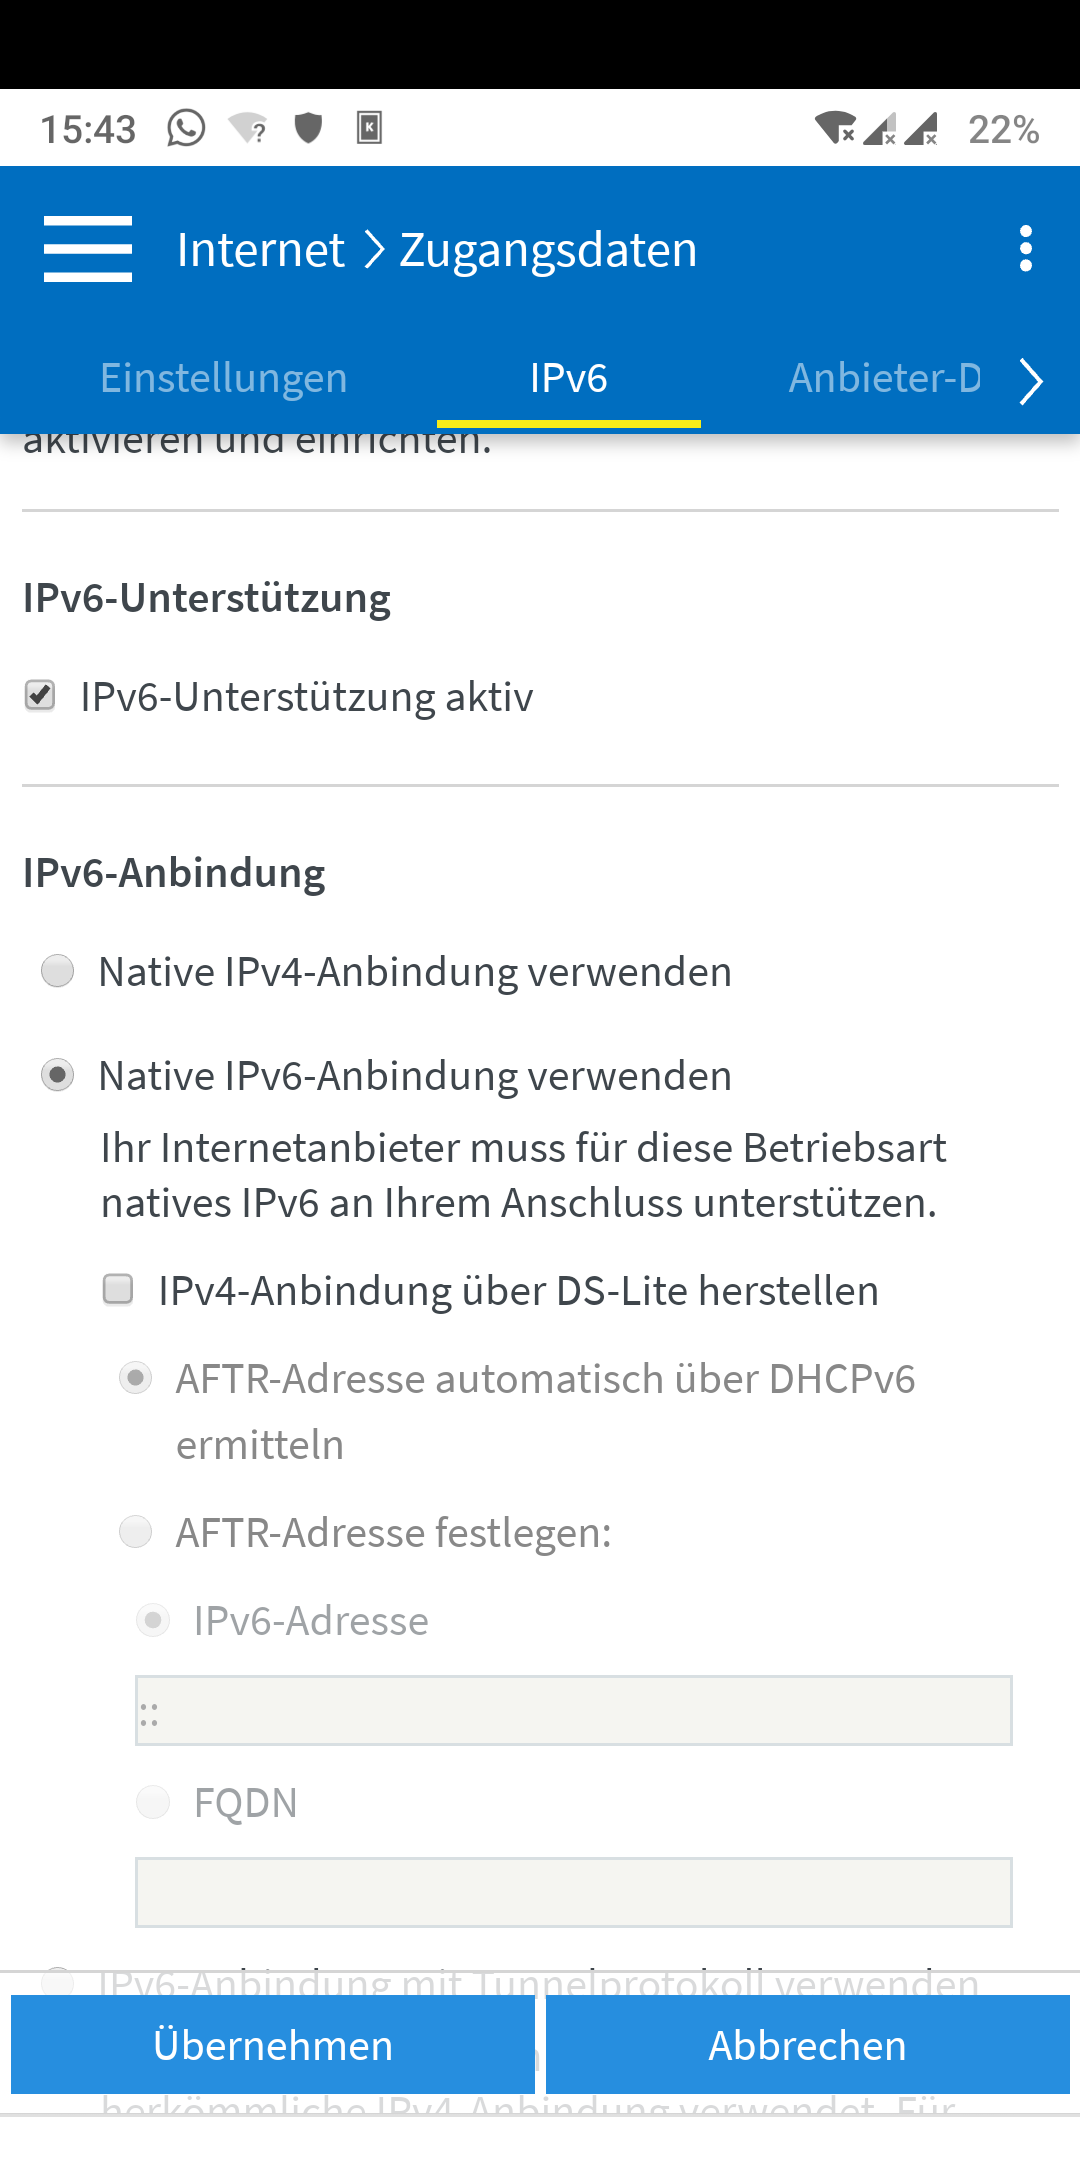 15:43
22%
Internet > Zugangsdaten
Einstellungen IPv6 Anbieter-D
aktivieren und einrichten.
IPv6-Unterstützung
IPv6-Unterstützung aktiv
IPv6-Anbindung
Native IPv4-Anbindung verwenden
Native IPv6-Anbindung verwenden
Ihr Internetanbieter muss für diese Betriebsart
natives IPv6 an Ihrem Anschluss unterstützen.
IPv4-Anbindung über DS-Lite herstellen
AFTR-Adresse automatisch über DHCPv6
ermitteln
AFTR-Adresse festlegen:
IPv6-Adresse
::
FQDN
IPv6-Anbindung mit Tunnelprotokoll verwenden
Übernehmen Abbrechen
herkömmliche IPv4-Anbindung verwendet. Für